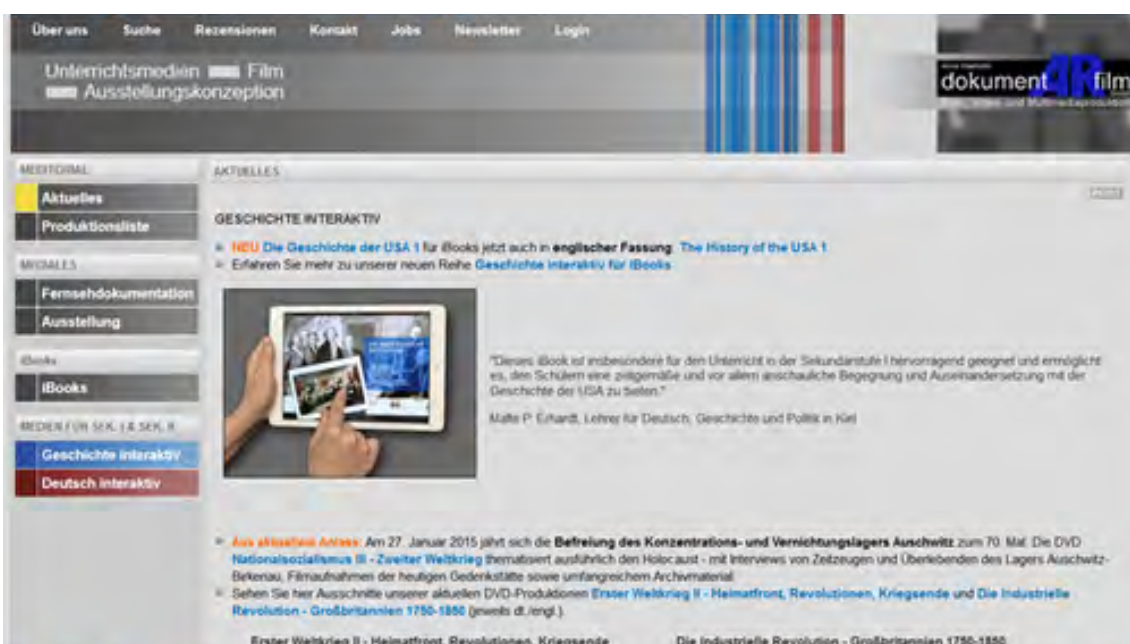 Über uns Suche Rezensionen Kontakt Jobs Newsletter Login
Unterrichtsmedien Film
Ausstellungskonzeption
dokumentARfilm
MEDITORIAL
AKTUELLES
Aktuelles
Produktionsliste
GESCHICHTE INTERAKTIV
NEU Die Geschichte der USA 1 für iBooks jetzt auch in englischer Fassung: The History of the USA 1
Erfahren Sie mehr zu unserer neuen Reihe Geschichte interaktiv für iBooks
MEDIALES
Fernsehdokumentation
Ausstellung
iBooks
iBooks
"Dieses iBook ist insbesondere für den Unterricht in der Sekundarstufe I hervorragend geeignet und ermöglicht
es, den Schülern eine zeitgemäße und vor allem anschauliche Begegnung und Auseinandersetzung mit der
Geschichte der USA zu bieten."
Malte P. Erhardt, Lehrer für Deutsch, Geschichte und Politik in Kiel
MEDIEN FÜR SEK. I & SEK. II
Geschichte interaktiv
Deutsch interaktiv
Aus aktuellem Anlass: Am 27. Januar 2015 jährt sich die Befreiung des Konzentrations- und Vernichtungslagers Auschwitz zum 70. Mal. Die DVD
Nationalsozialismus III - Zweiter Weltkrieg thematisiert ausführlich den Holocaust - mit Interviews von Zeitzeugen und Überlebenden des Lagers Auschwitz-
Birkenau, Filmaufnahmen der heutigen Gedenkstätte sowie umfangreichem Archivmaterial.
Sehen Sie hier Ausschnitte unserer aktuellen DVD-Produktionen Erster Weltkrieg II - Heimatfront, Revolutionen, Kriegsende und Die Industrielle
Revolution - Großbritannien 1750-1850 (jeweils dt./engl.).
Erster Weltkrieg II - Heimatfront, Revolutionen, Kriegsende Die Industrielle Revolution - Großbritannien 1750-1850